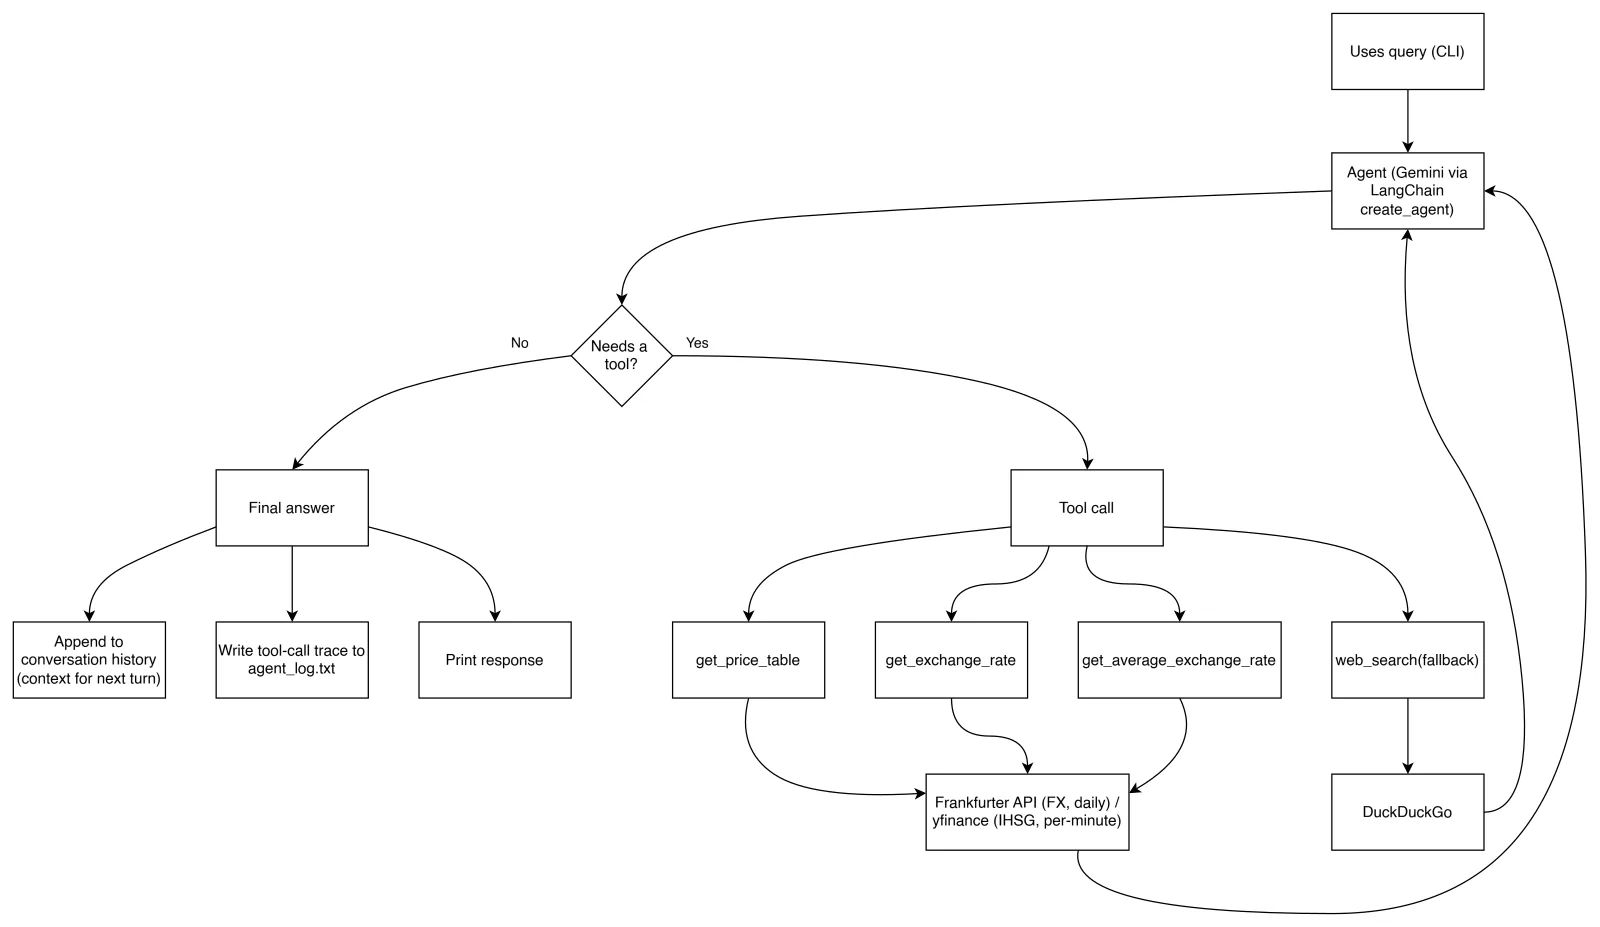 Uses query (CLI)
Agent (Gemini via
LangChain
create_agent)
Needs a
tool?
No
Yes
Final answer
Tool call
Append to
conversation history
(context for next turn)
Write tool-call trace to
agent_log.txt
Print response
get_price_table
get_exchange_rate
get_average_exchange_rate
web_search(fallback)
Frankfurter API (FX, daily) /
yfinance (IHSG, per-minute)
DuckDuckGo